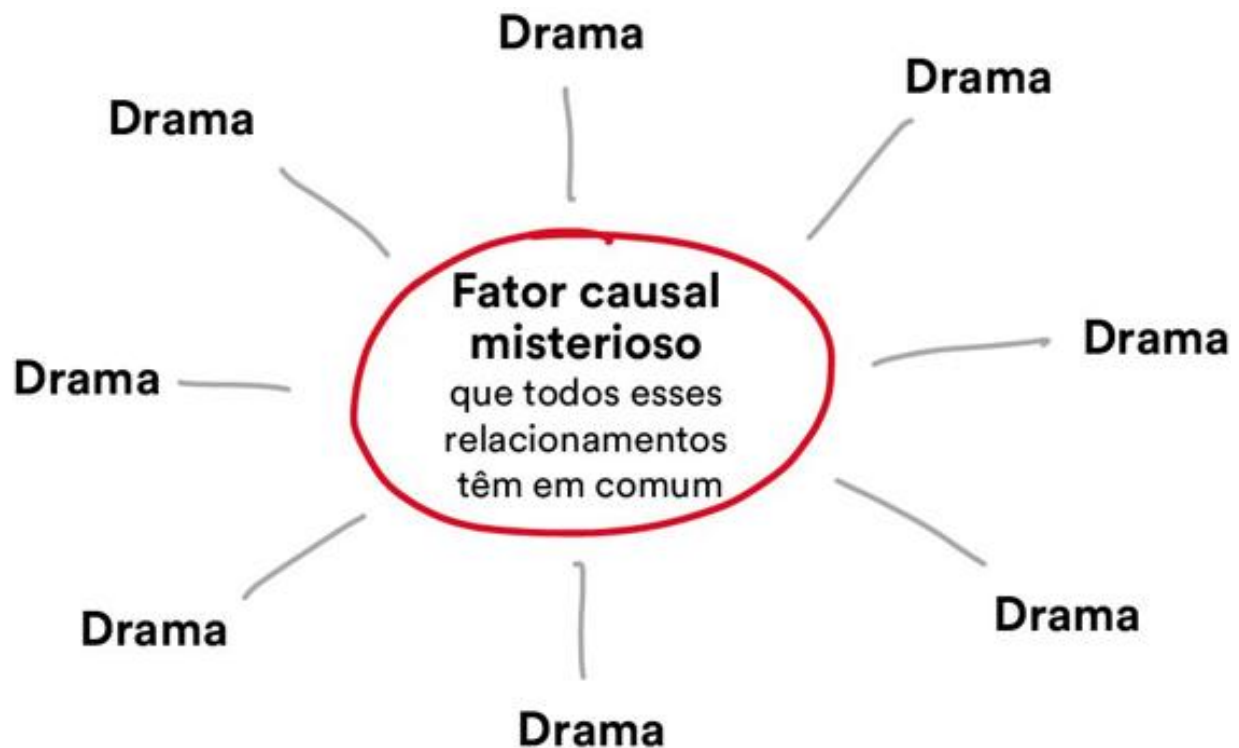 Drama
Drama
Drama
Fator causal
misterioso
que todos esses
relacionamentos
têm em comum
Drama
Drama
Drama
Drama
Drama